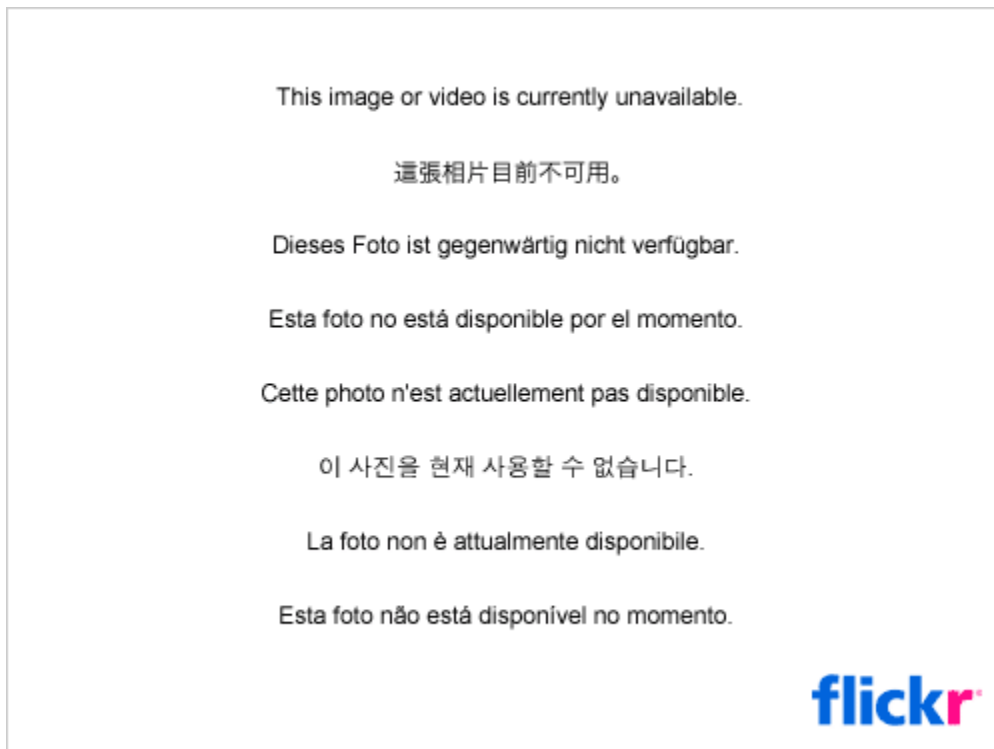 This image or video is currently unavailable.
這張相片目前不可用。
Dieses Foto ist gegenwärtig nicht verfügbar.
Esta foto no está disponible por el momento.
Cette photo n'est actuellement pas disponible.
이 사진을 현재 사용할 수 없습니다.
La foto non è attualmente disponibile.
Esta foto não está disponível no momento.
flickr